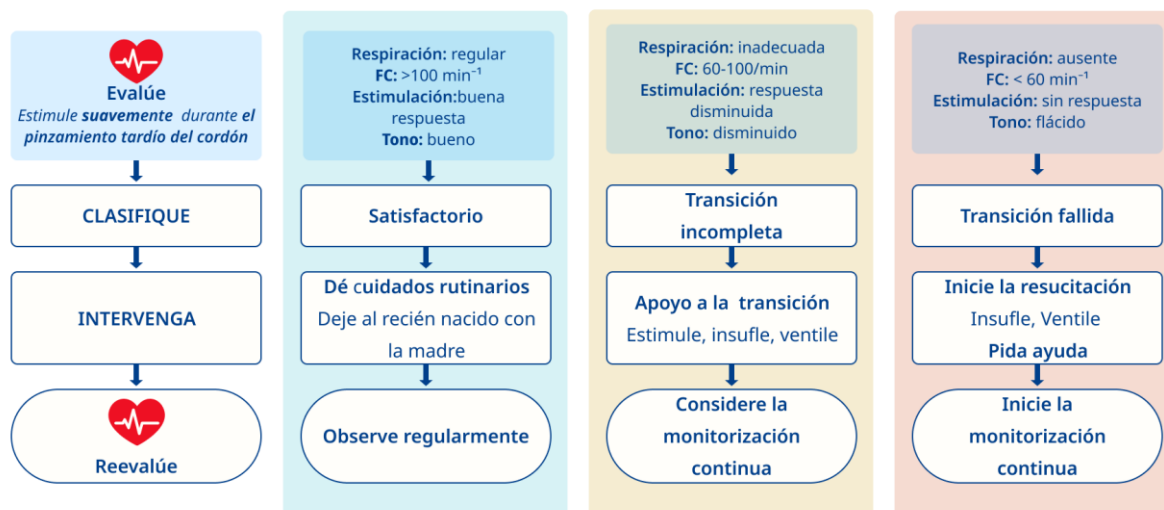 Evalúe
Estimule suavemente durante el
pinzamiento tardío del cordón
CLASIFIQUE
INTERVENGA
Reevalúe
Respiración: regular
FC: >100 min⁻¹
Estimulación:buena
respuesta
Tono: bueno
Satisfactorio
Dé cuidados rutinarios
Deje al recién nacido con
la madre
Observe regularmente
Respiración: inadecuada
FC: 60-100/min
Estimulación: respuesta
disminuida
Tono: disminuido
Transición
incompleta
Apoyo a la transición
Estimule, insufle, ventile
Considere la
monitorización
continua
Respiración: ausente
FC: < 60 min⁻¹
Estimulación: sin respuesta
Tono: flácido
Transición fallida
Inicie la resucitación
Insufle, Ventile
Pida ayuda
Inicie la
monitorización
continua